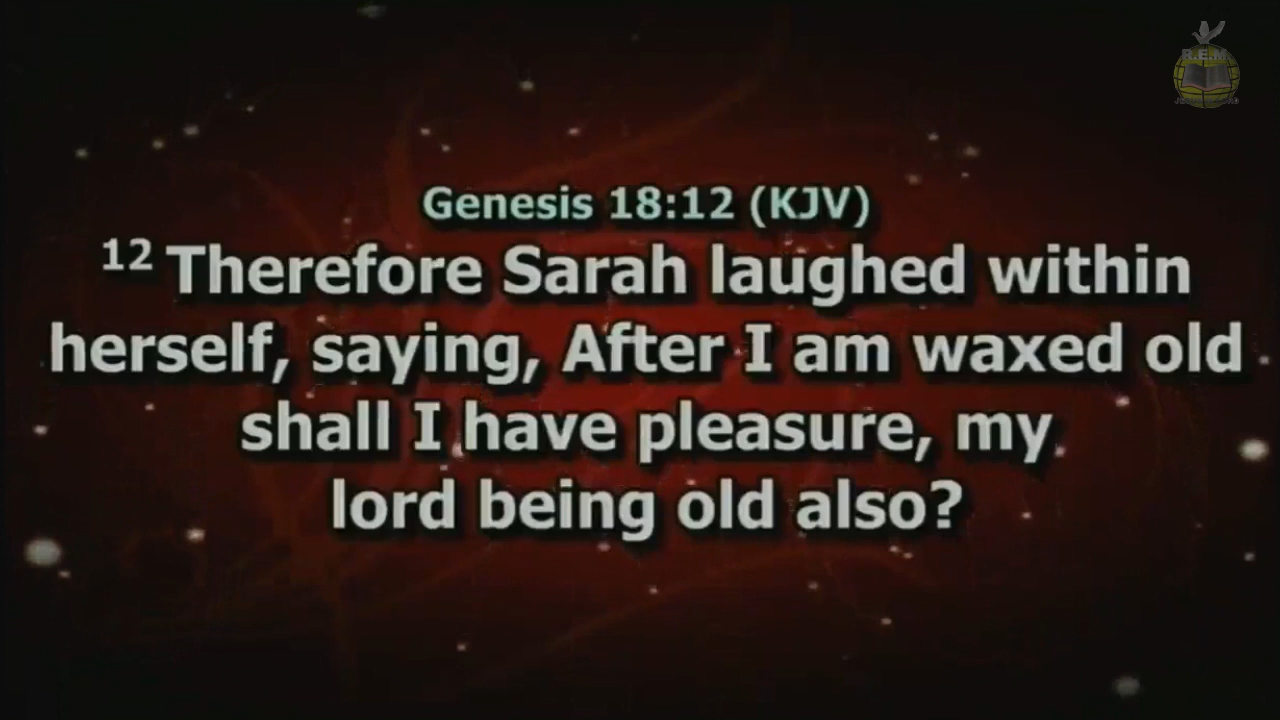 R.E.M
Genesis 18:12 (KJV)
12 Therefore Sarah laughed within
herself, saying, After I am waxed old
shall I have pleasure, my
lord being old also?